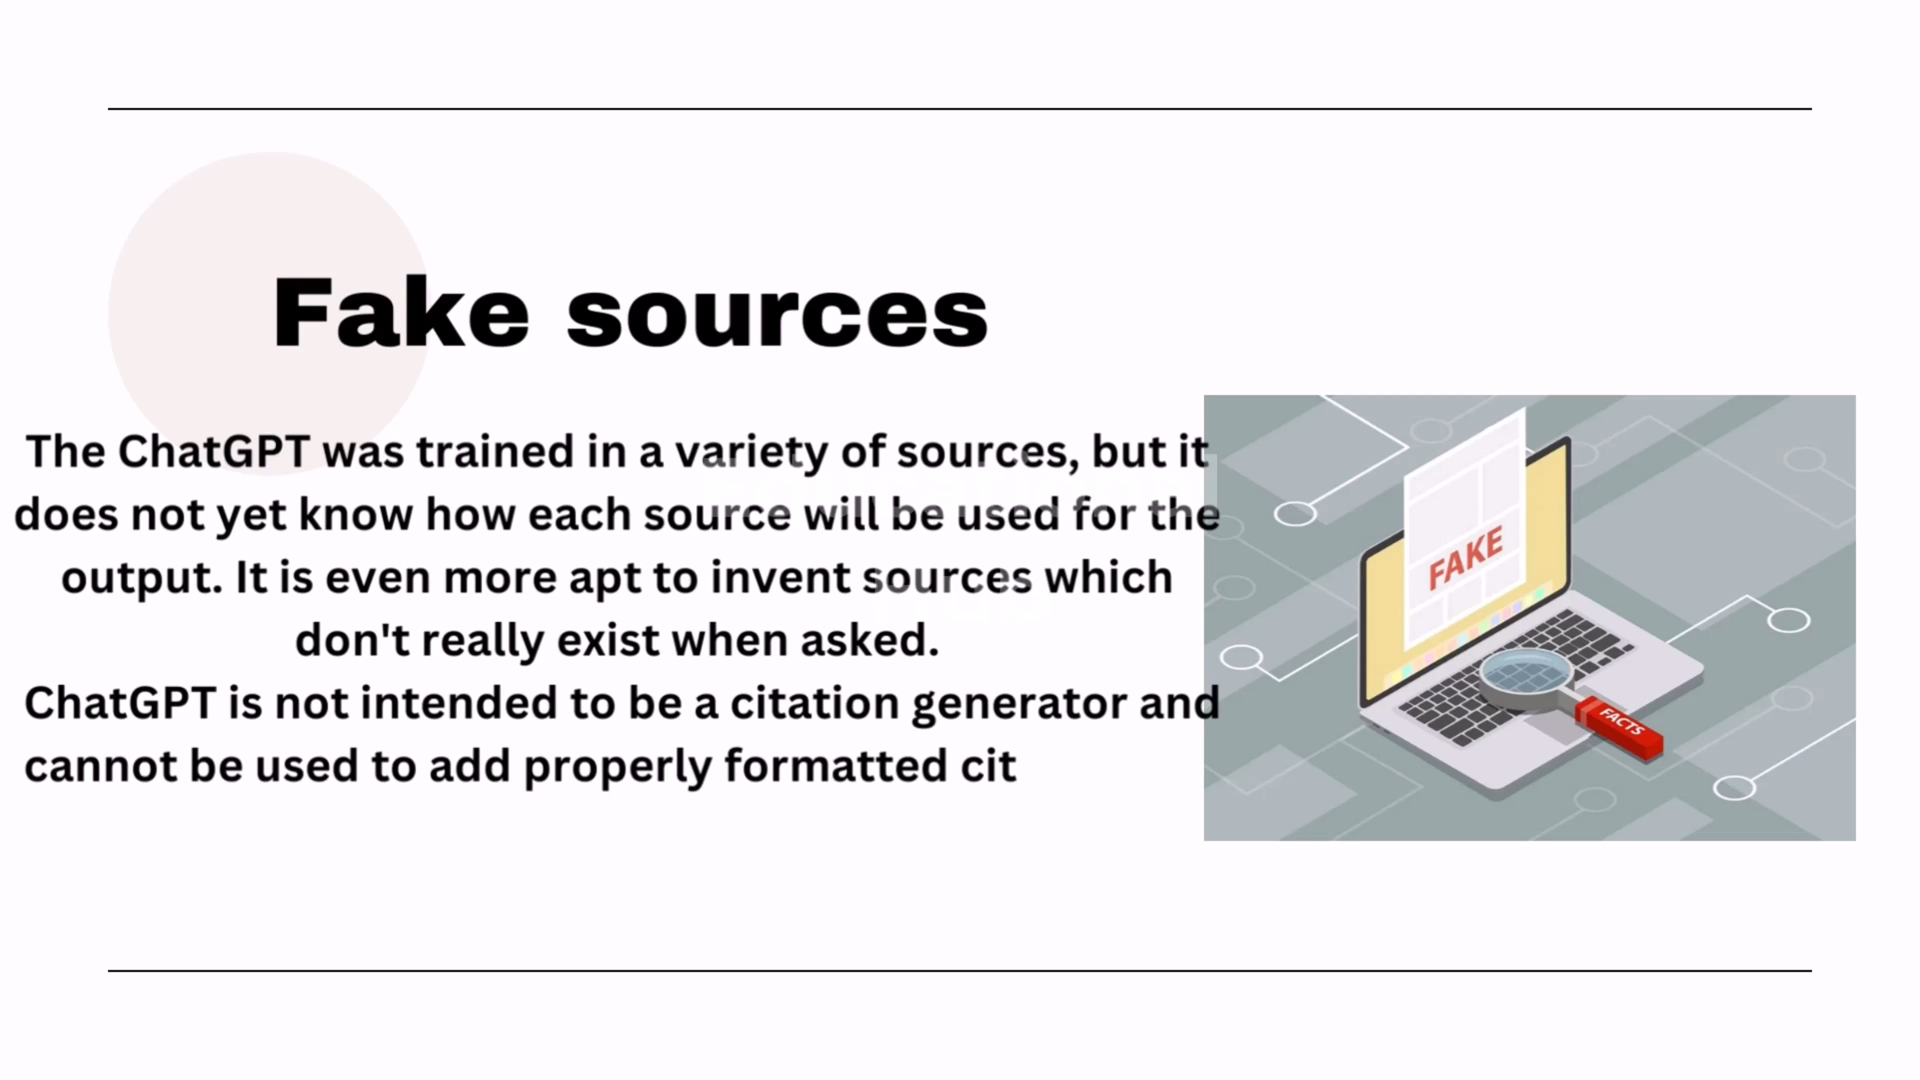 Fake sources
The ChatGPT was trained in a variety of sources, but it
does not yet know how each source will be used for the
output. It is even more apt to invent sources which
don't really exist when asked.
ChatGPT is not intended to be a citation generator and
cannot be used to add properly formatted cit
FAKE
FACTS